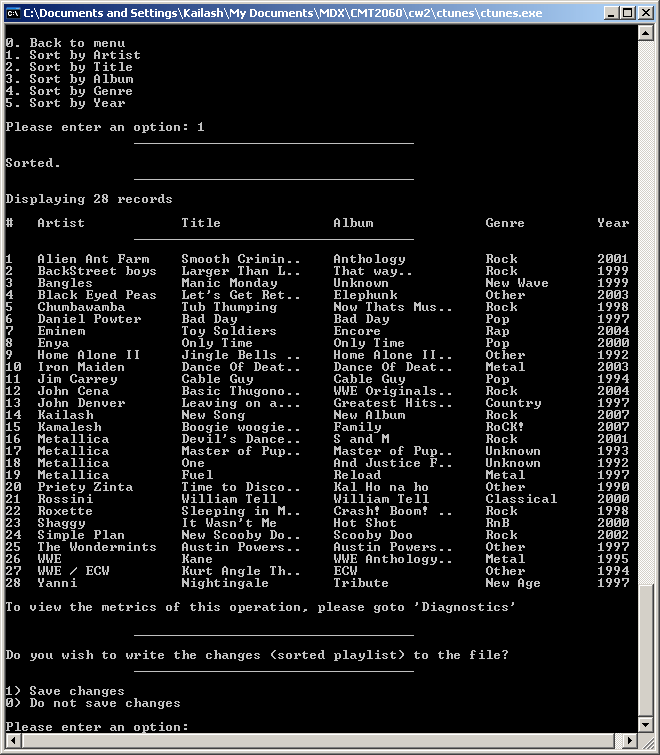 C:\Documents and Settings\Kailash\My Documents\MDX\CMT2060\cw2\ctunes\ctunes.exe
0. Back to menu
1. Sort by Artist
2. Sort by Title
3. Sort by Album
4. Sort by Genre
5. Sort by Year
Please enter an option: 1
Sorted.
Displaying 28 records
# Artist Title Album Genre Year
1 Alien Ant Farm Smooth Crimin.. Anthology Rock 2001
2 BackStreet boys Larger Than L.. That way.. Rock 1999
3 Bangles Manic Monday Unknown New Wave 1999
4 Black Eyed Peas Let's Get Ret.. Elephunk Other 2003
5 Chumbawamba Tub Thumping Now Thats Mus.. Rock 1998
6 Daniel Powter Bad Day Bad Day Pop 1997
7 Eminem Toy Soldiers Encore Rap 2004
8 Enya Only Time Only Time Pop 2000
9 Home Alone II Jingle Bells .. Home Alone II.. Other 1992
10 Iron Maiden Dance Of Deat.. Dance Of Deat.. Metal 2003
11 Jim Carrey Cable Guy Cable Guy Pop 1994
12 John Cena Basic Thugono.. WWE Originals.. Rock 2004
13 John Denver Leaving on a... Greatest Hits.. Country 1997
14 Kailash New Song New Album Rock 2007
15 Kamalesh Boogie woogie.. Family RoCK! 2007
16 Metallica Devil's Dance.. S and M Rock 2001
17 Metallica Master of Pup.. Master of Pup.. Unknown 1993
18 Metallica One And Justice F.. Unknown 1992
19 Metallica Fuel Reload Metal 1997
20 Priety Zinta Time to Disco.. Kal Ho na ho Other 1990
21 Rossini William Tell William Tell Classical 2000
22 Roxette Sleeping in M.. Crash! Boom! .. Rock 1998
23 Shaggy It Wasn't Me Hot Shot RnB 2000
24 Simple Plan New Scooby Do.. Scooby Doo Rock 2002
25 The Wondermints Austin Powers.. Austin Powers.. Other 1997
26 WWE Kane WWE Anthology.. Metal 1995
27 WWE / ECW Kurt Angle Th.. ECW Other 1994
28 Yanni Nightingale Tribute New Age 1997
To view the metrics of this operation, please goto 'Diagnostics'
Do you wish to write the changes (sorted playlist) to the file?
1) Save changes
0) Do not save changes
Please enter an option: